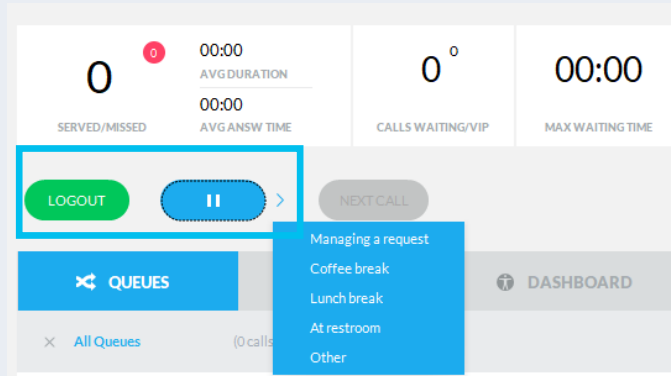 0
0
00:00
AVG DURATION
00:00
AVG ANSW TIME
SERVED/MISSED
0
0
CALLS WAITING/VIP
00:00
MAX WAITING TIME
LOGOUT
NEXT CALL
Managing a request
Coffee break
Lunch break
At restroom
Other
QUEUES
DASHBOARD
All Queues
(0 calls